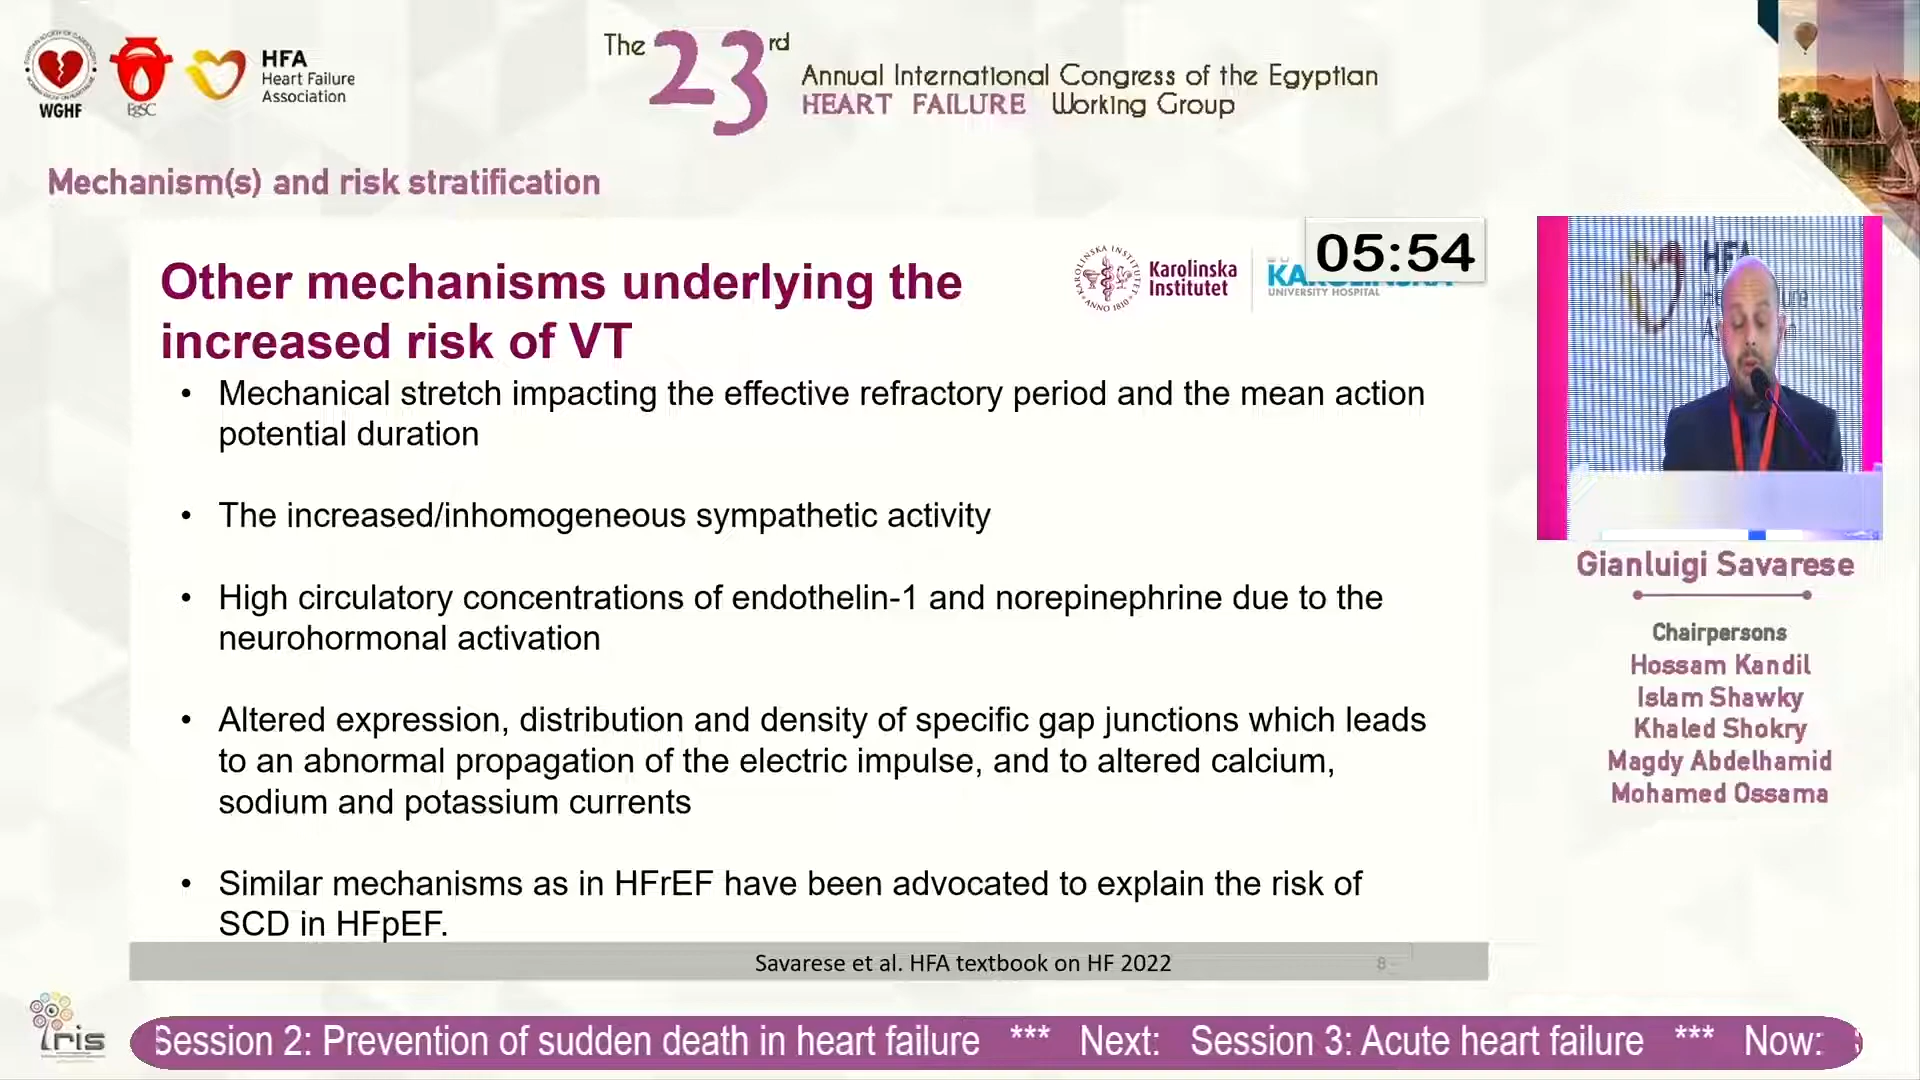 WGHF
EgSC
HFA
Heart Failure
Association
The 23rd
Annual International Congress of the Egyptian
HEART FAILURE Working Group
Mechanism(s) and risk stratification
Other mechanisms underlying the
increased risk of VT
Karolinska
Institutet
UNIVERSITY HOSPITAL
05:54
• Mechanical stretch impacting the effective refractory period and the mean action
potential duration
• The increased/inhomogeneous sympathetic activity
• High circulatory concentrations of endothelin-1 and norepinephrine due to the
neurohormonal activation
• Altered expression, distribution and density of specific gap junctions which leads
to an abnormal propagation of the electric impulse, and to altered calcium,
sodium and potassium currents
• Similar mechanisms as in HFrEF have been advocated to explain the risk of
SCD in HFpEF.
Savarese et al. HFA textbook on HF 2022
8
HFA
Gianluigi Savarese
Chairpersons
Hossam Kandil
Islam Shawky
Khaled Shokry
Magdy Abdelhamid
Mohamed Ossama
iris
Session 2: Prevention of sudden death in heart failure *** Next: Session 3: Acute heart failure *** Now: